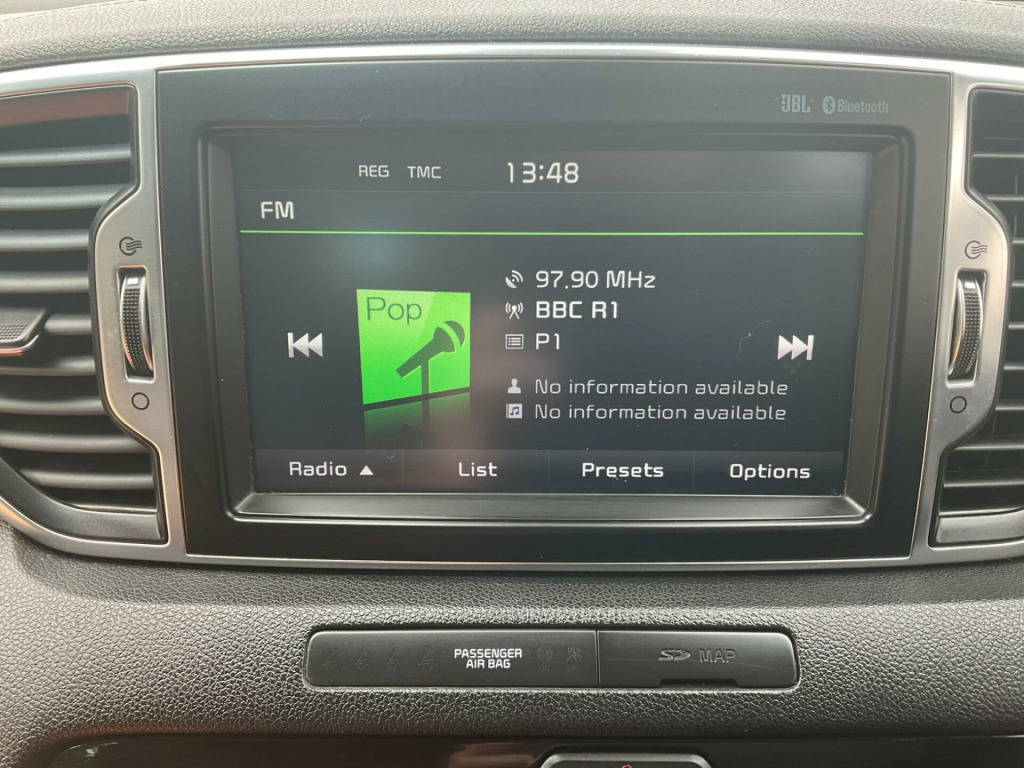 JBL Bluetooth
REG TMC 13:48
FM
Pop
97.90 MHz
BBC R1
P1
No information available
No information available
Radio List Presets Options
PASSENGER
AIR BAG
SD MAP